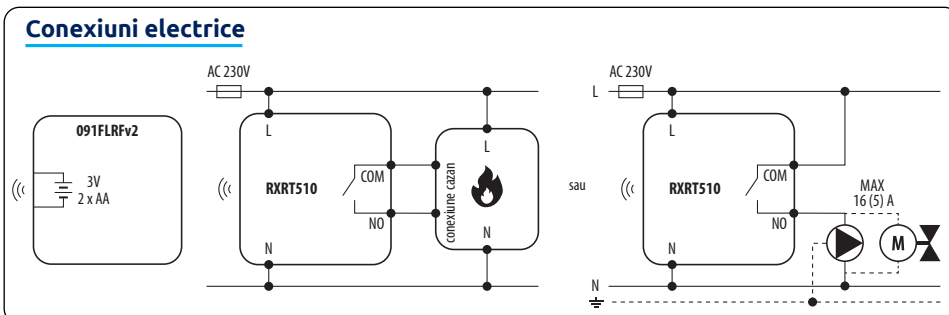 Conexiuni electrice
091FLRFv2
3V
2 x AA
AC 230V
L
RXRT510
COM
NO
N
conexiune cazan
L
N
sau
AC 230V
L
L
RXRT510
COM
NO
N
MAX
16 (5) A
M
N